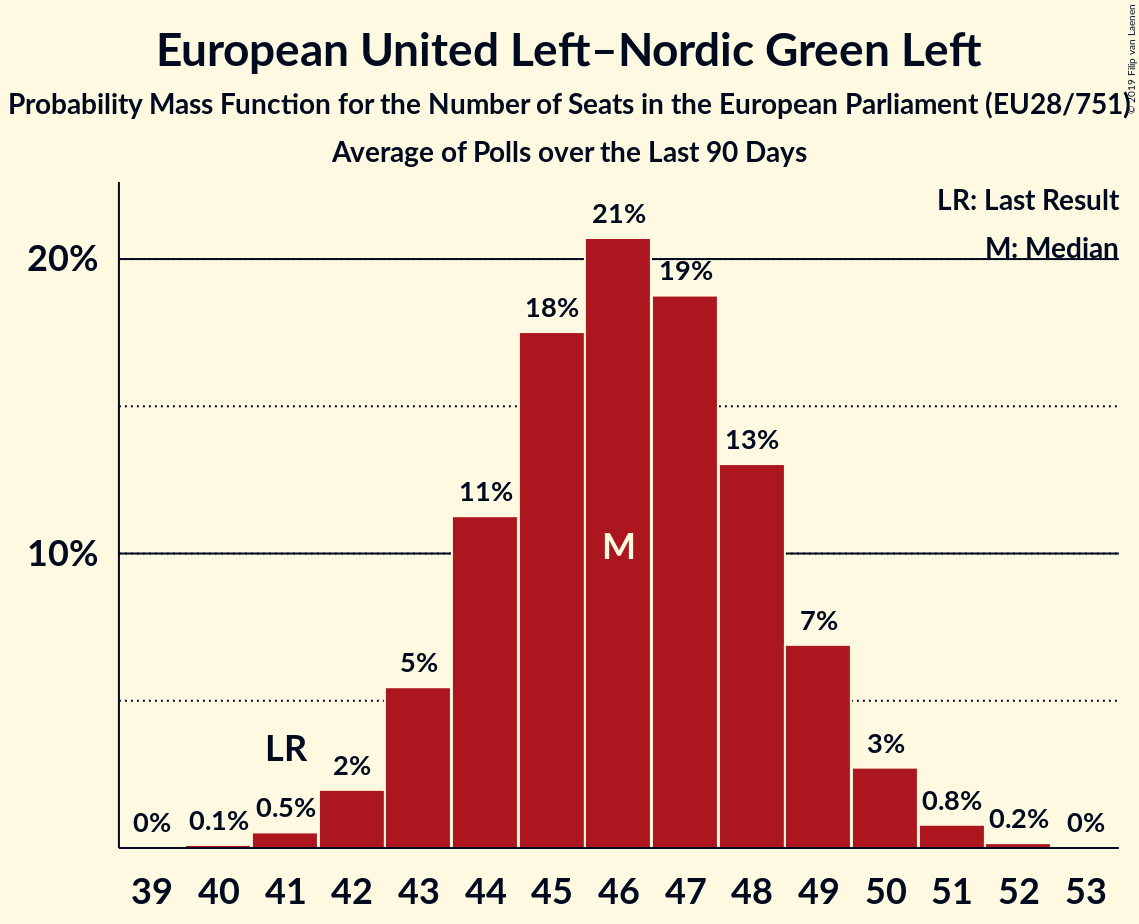 European United Left–Nordic Green Left
Probability Mass Function for the Number of Seats in the European Parliament (EU28/751)
Average of Polls over the Last 90 Days
© 2019 Filip van Laenen
LR: Last Result
M: Median
20%
10%
0%
0.1%
0.5%
2%
5%
11%
18%
21%
19%
13%
7%
3%
0.8%
0.2%
0%
LR
M
39 40 41 42 43 44 45 46 47 48 49 50 51 52 53